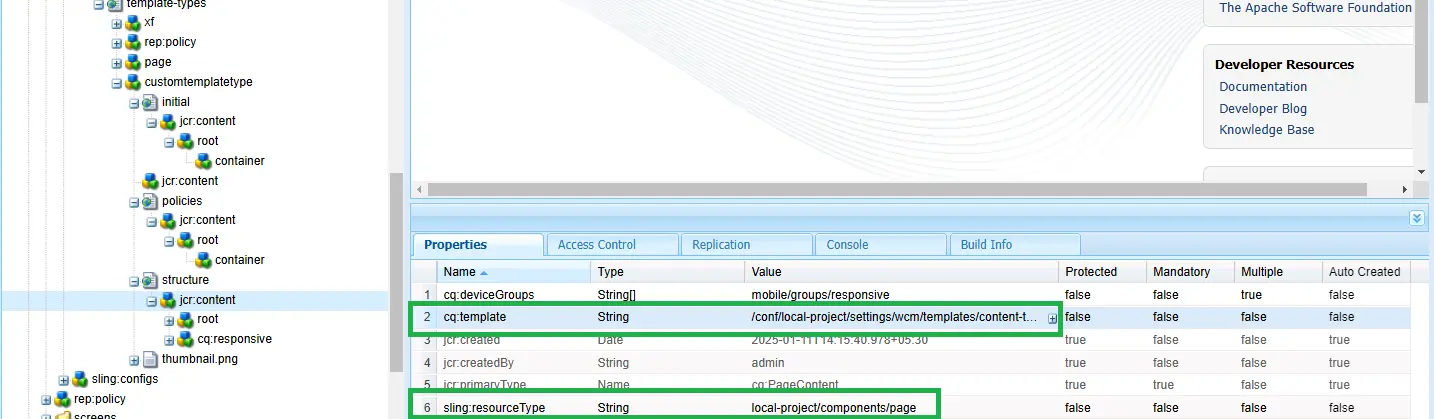 template-types
xf
rep:policy
page
customtemplatetype
initial
jcr:content
root
container
jcr:content
policies
jcr:content
root
container
structure
jcr:content
root
cq:responsive
thumbnail.png
sling:configs
rep:policy
screens
The Apache Software Foundation
Developer Resources
Documentation
Developer Blog
Knowledge Base
Properties Access Control Replication Console Build Info
Name Type Value Protected Mandatory Multiple Auto Created
1 cq:deviceGroups String[] mobile/groups/responsive false false true false
2 cq:template String /conf/local-project/settings/wcm/templates/content-t... false false false false
3 jcr:created Date 2025-01-11T14:15:40.978+05:30 true false false true
4 jcr:createdBy String admin true false false true
5 jcr:primaryType Name cq:PageContent true true false true
6 sling:resourceType String local-project/components/page false false false false